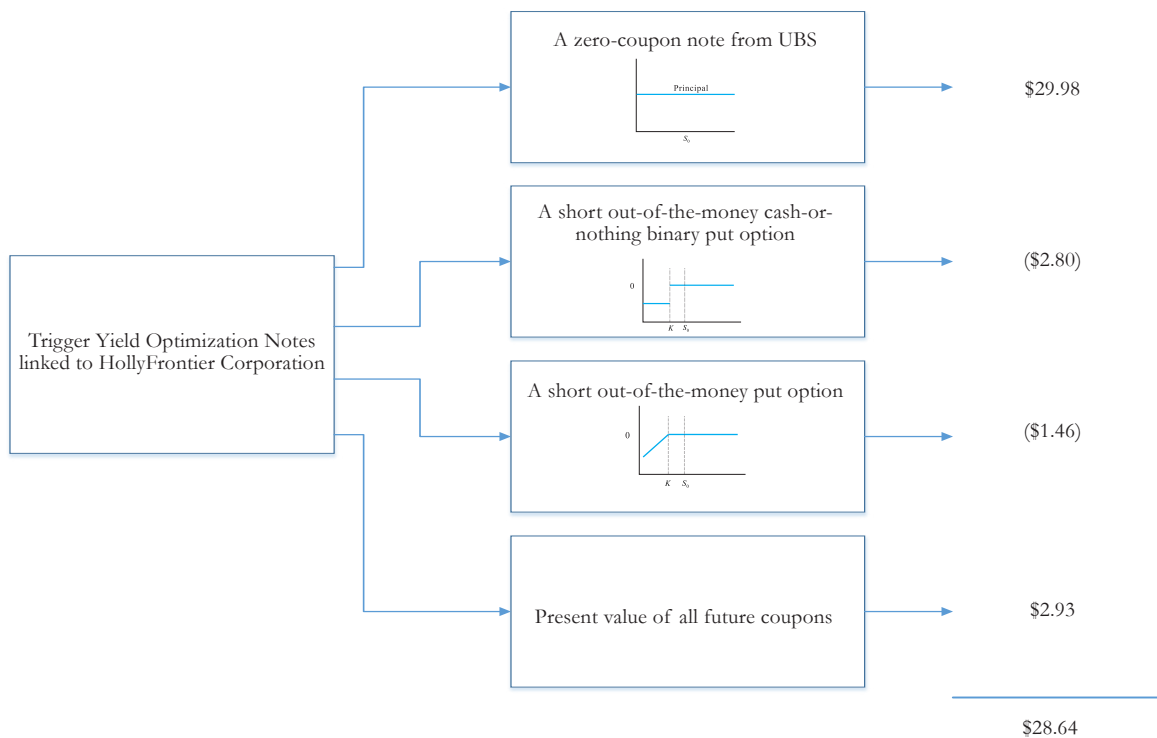 A zero-coupon note from UBS
Principal
S0
$29.98
A short out-of-the-money cash-or-
nothing binary put option
0
K S0
($2.80)
Trigger Yield Optimization Notes
linked to HollyFrontier Corporation
A short out-of-the-money put option
0
K S0
($1.46)
Present value of all future coupons
$2.93
$28.64